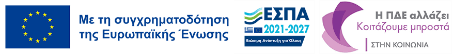 Με τη συγχρηματοδότηση
της Ευρωπαϊκής Ένωσης
ΕΣΠΑ
2021-2027
Η ΠΔΕ αλλάζει
Κοιτάζουμε μπροστά
ΣΤΗΝ ΚΟΙΝΩΝΙΑ